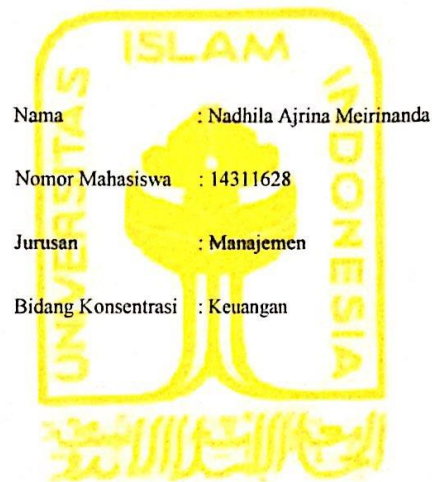 ISLAM
UNIVERSITAS
INDONESIA
Nama : Nadhila Ajrina Meirinanda
Nomor Mahasiswa : 14311628
Jurusan : Manajemen
Bidang Konsentrasi : Keuangan